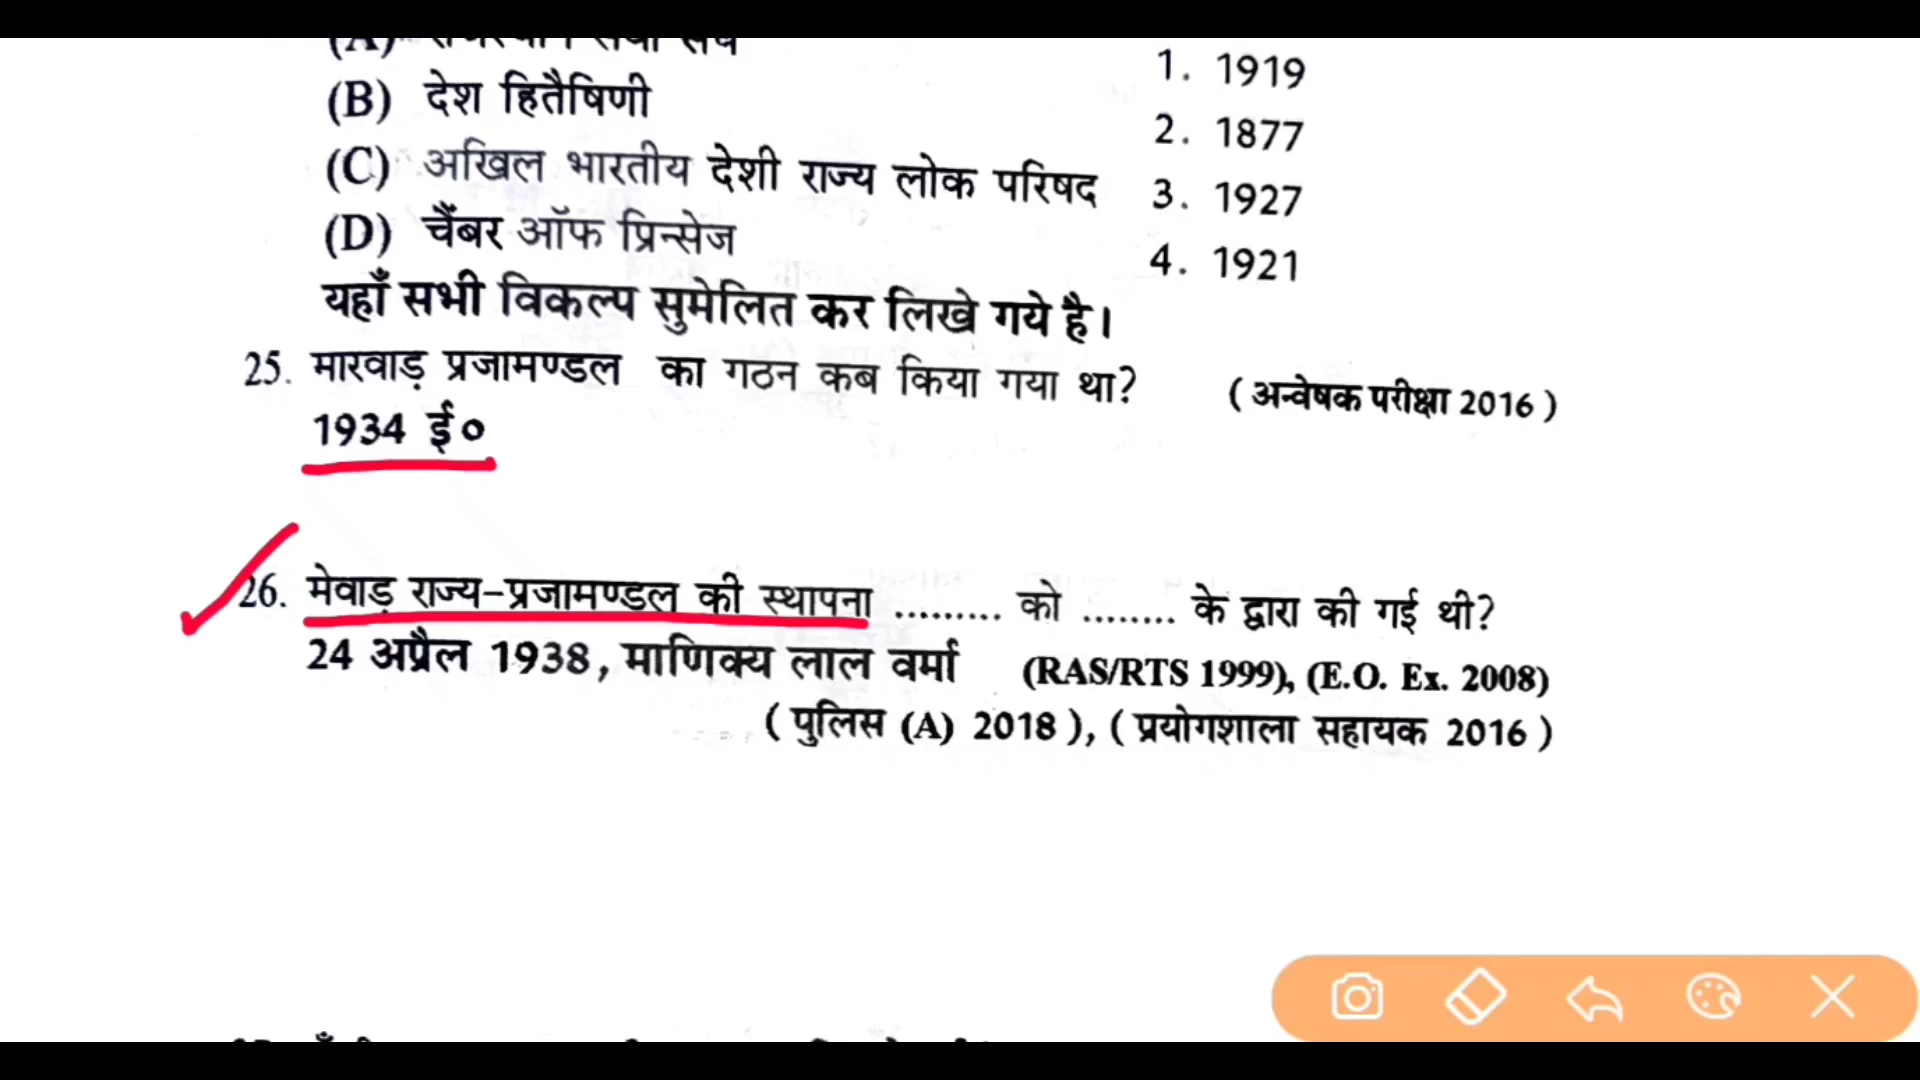 (B) देश हितैषिणी
(C) अखिल भारतीय देशी राज्य लोक परिषद
(D) चैंबर ऑफ प्रिन्सेज
1. 1919
2. 1877
3. 1927
4. 1921
यहाँ सभी विकल्प सुमेलित कर लिखे गये है।
25. मारवाड़ प्रजामण्डल का गठन कब किया गया था? (अन्वेषक परीक्षा 2016)
1934 ई०
26. मेवाड़ राज्य-प्रजामण्डल की स्थापना ......... को ........ के द्वारा की गई थी?
24 अप्रैल 1938, माणिक्य लाल वर्मा (RAS/RTS 1999), (E.O. Ex. 2008)
(पुलिस (A) 2018), (प्रयोगशाला सहायक 2016)